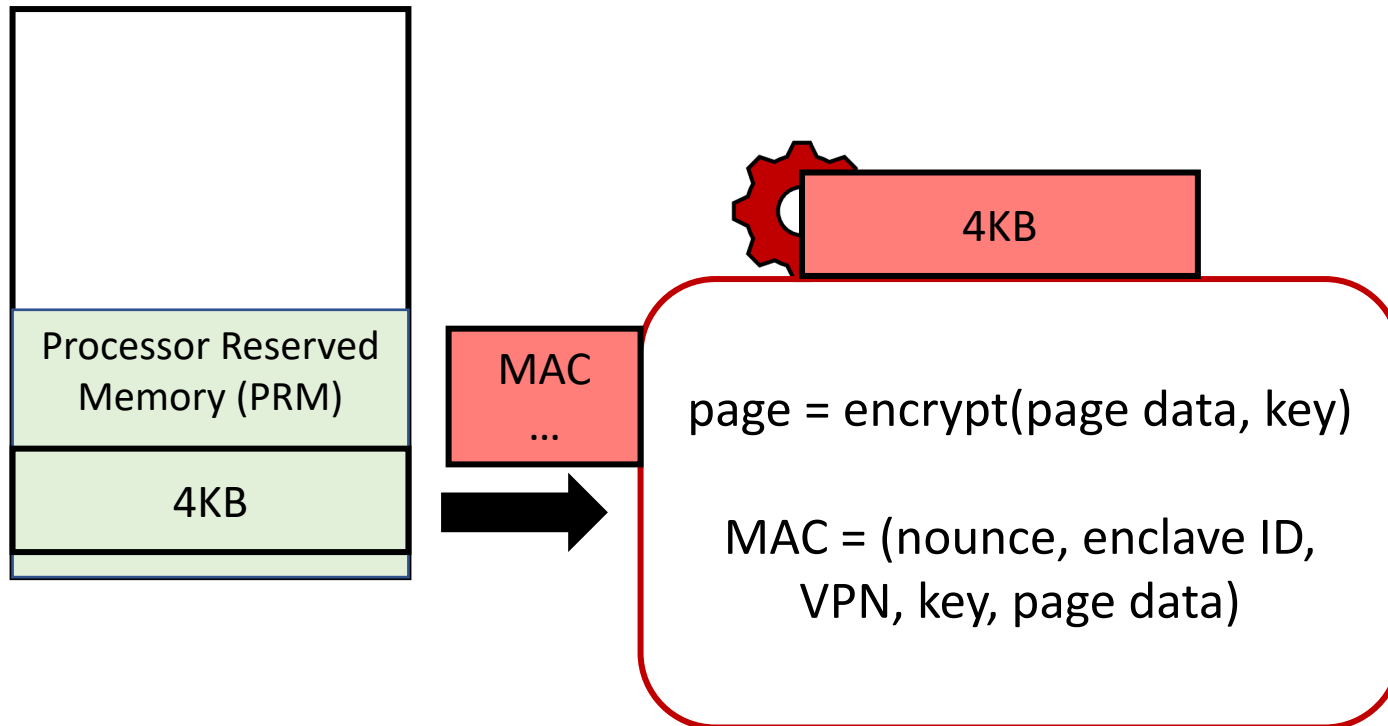 Processor Reserved
Memory (PRM)
4KB
MAC
...
4KB
page = encrypt(page data, key)
MAC = (nounce, enclave ID,
VPN, key, page data)